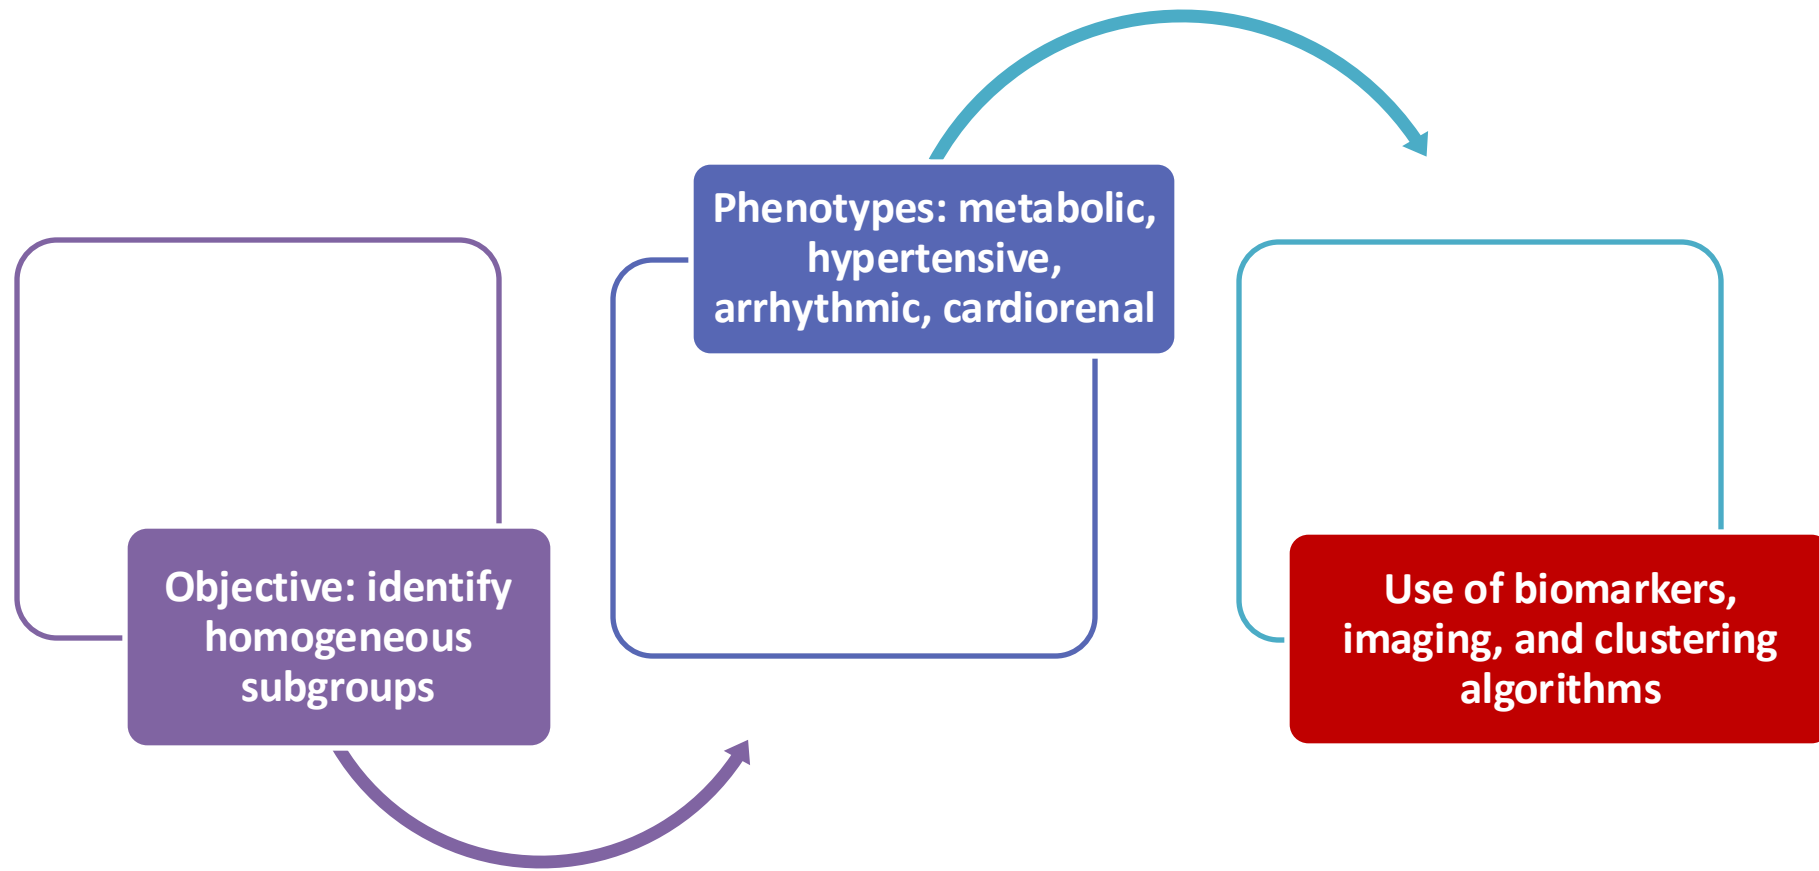 Objective: identify
homogeneous
subgroups
Phenotypes: metabolic,
hypertensive,
arrhythmic, cardiorenal
Use of biomarkers,
imaging, and clustering
algorithms